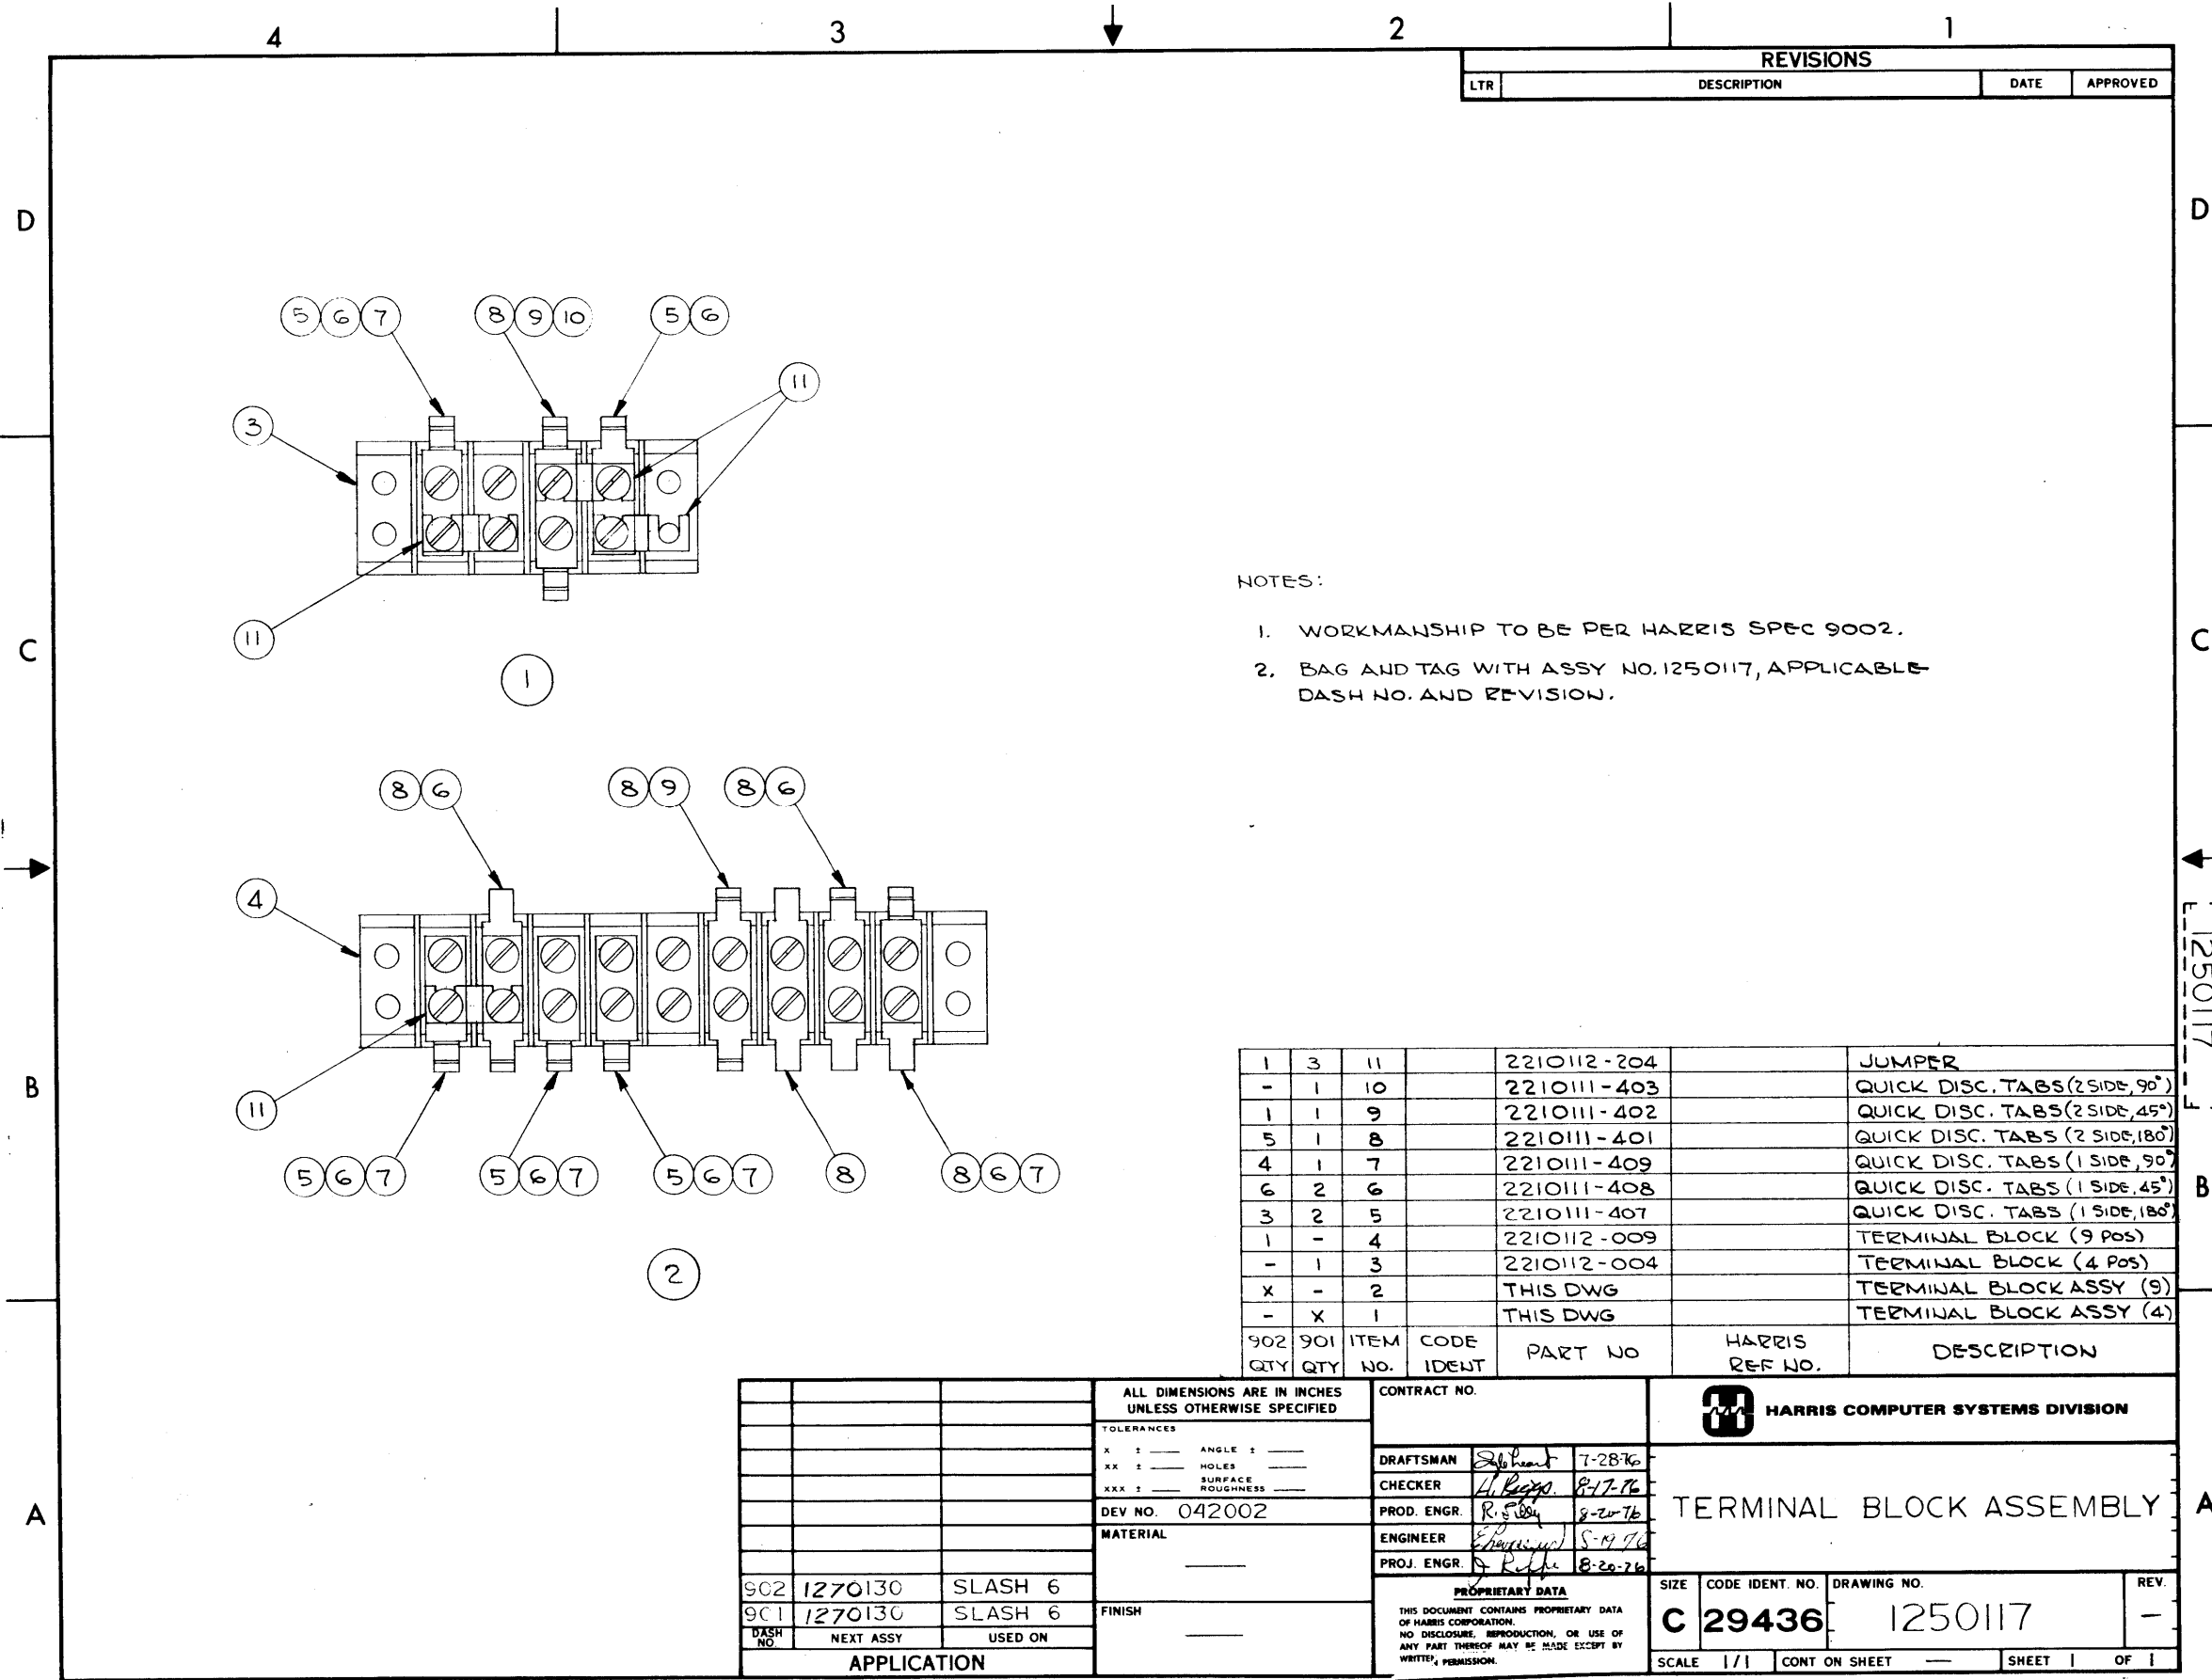 4 3 2 1
REVISIONS
LTR DESCRIPTION DATE APPROVED
D D
5 6 7 8 9 10 5 6
11
3
11
1
C C
NOTES:
1. WORKMANSHIP TO BE PER HARRIS SPEC 9002.
2. BAG AND TAG WITH ASSY NO. 1250117, APPLICABLE
DASH NO. AND REVISION.
8 6 8 9 8 6
4
11
5 6 7 5 6 7 5 6 7 8 8 6 7
2
1250117
B B
1 3 11 2210112-204 JUMPER
- 1 10 2210111-403 QUICK DISC. TABS (2 SIDE, 90°)
1 1 9 2210111-402 QUICK DISC. TABS (2 SIDE, 45°)
5 1 8 2210111-401 QUICK DISC. TABS (2 SIDE, 180°)
4 1 7 2210111-409 QUICK DISC. TABS (1 SIDE, 90°)
6 2 6 2210111-408 QUICK DISC. TABS (1 SIDE, 45°)
3 2 5 2210111-407 QUICK DISC. TABS (1 SIDE, 180°)
1 - 4 2210112-009 TERMINAL BLOCK (9 POS)
- 1 3 2210112-004 TERMINAL BLOCK (4 POS)
X - 2 THIS DWG TERMINAL BLOCK ASSY (9)
- X 1 THIS DWG TERMINAL BLOCK ASSY (4)
902 901 ITEM CODE PART NO HARRIS DESCRIPTION
QTY QTY NO. IDENT REF NO.
A A
902 1270130 SLASH 6
901 1270130 SLASH 6
DASH NO. NEXT ASSY USED ON
APPLICATION
ALL DIMENSIONS ARE IN INCHES
UNLESS OTHERWISE SPECIFIED
TOLERANCES
X ± ___ ANGLE ± ___
XX ± ___ HOLES ___
XXX ± ___ SURFACE ROUGHNESS ___
DEV NO. 042002
MATERIAL
FINISH
CONTRACT NO.
DRAFTSMAN 7-28-76
CHECKER 8-17-76
PROD. ENGR. 8-20-76
ENGINEER
PROJ. ENGR. 8-20-76
PROPRIETARY DATA
THIS DOCUMENT CONTAINS PROPRIETARY DATA
OF HARRIS CORPORATION.
NO DISCLOSURE, REPRODUCTION, OR USE OF
ANY PART THEREOF MAY BE MADE EXCEPT BY
WRITTEN PERMISSION.
HARRIS COMPUTER SYSTEMS DIVISION
TERMINAL BLOCK ASSEMBLY
SIZE CODE IDENT. NO. DRAWING NO. REV.
C 29436 1250117 —
SCALE 1/1 CONT ON SHEET — SHEET 1 OF 1